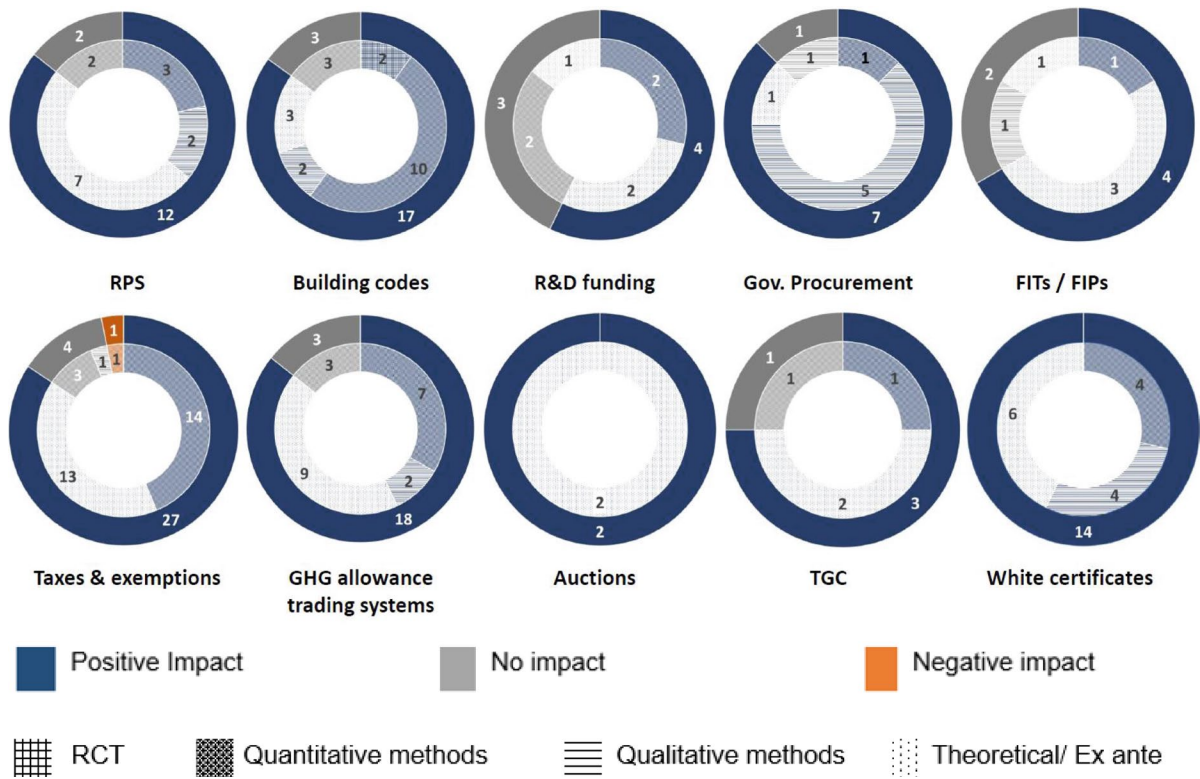 2 2 3 2 7 12
3 3 2 3 2 10 17
3 1 2 2 2 4
1 1 1 1 5 7
2 1 1 1 3 4
RPS
Building codes
R&D funding
Gov. Procurement
FITs / FIPs
4 1 3 1 1 14 13 27
3 3 7 9 2 18
2 2
1 1 1 2 3
6 4 4 14
Taxes & exemptions
GHG allowance
trading systems
Auctions
TGC
White certificates
Positive Impact
No impact
Negative impact
RCT
Quantitative methods
Qualitative methods
Theoretical/ Ex ante